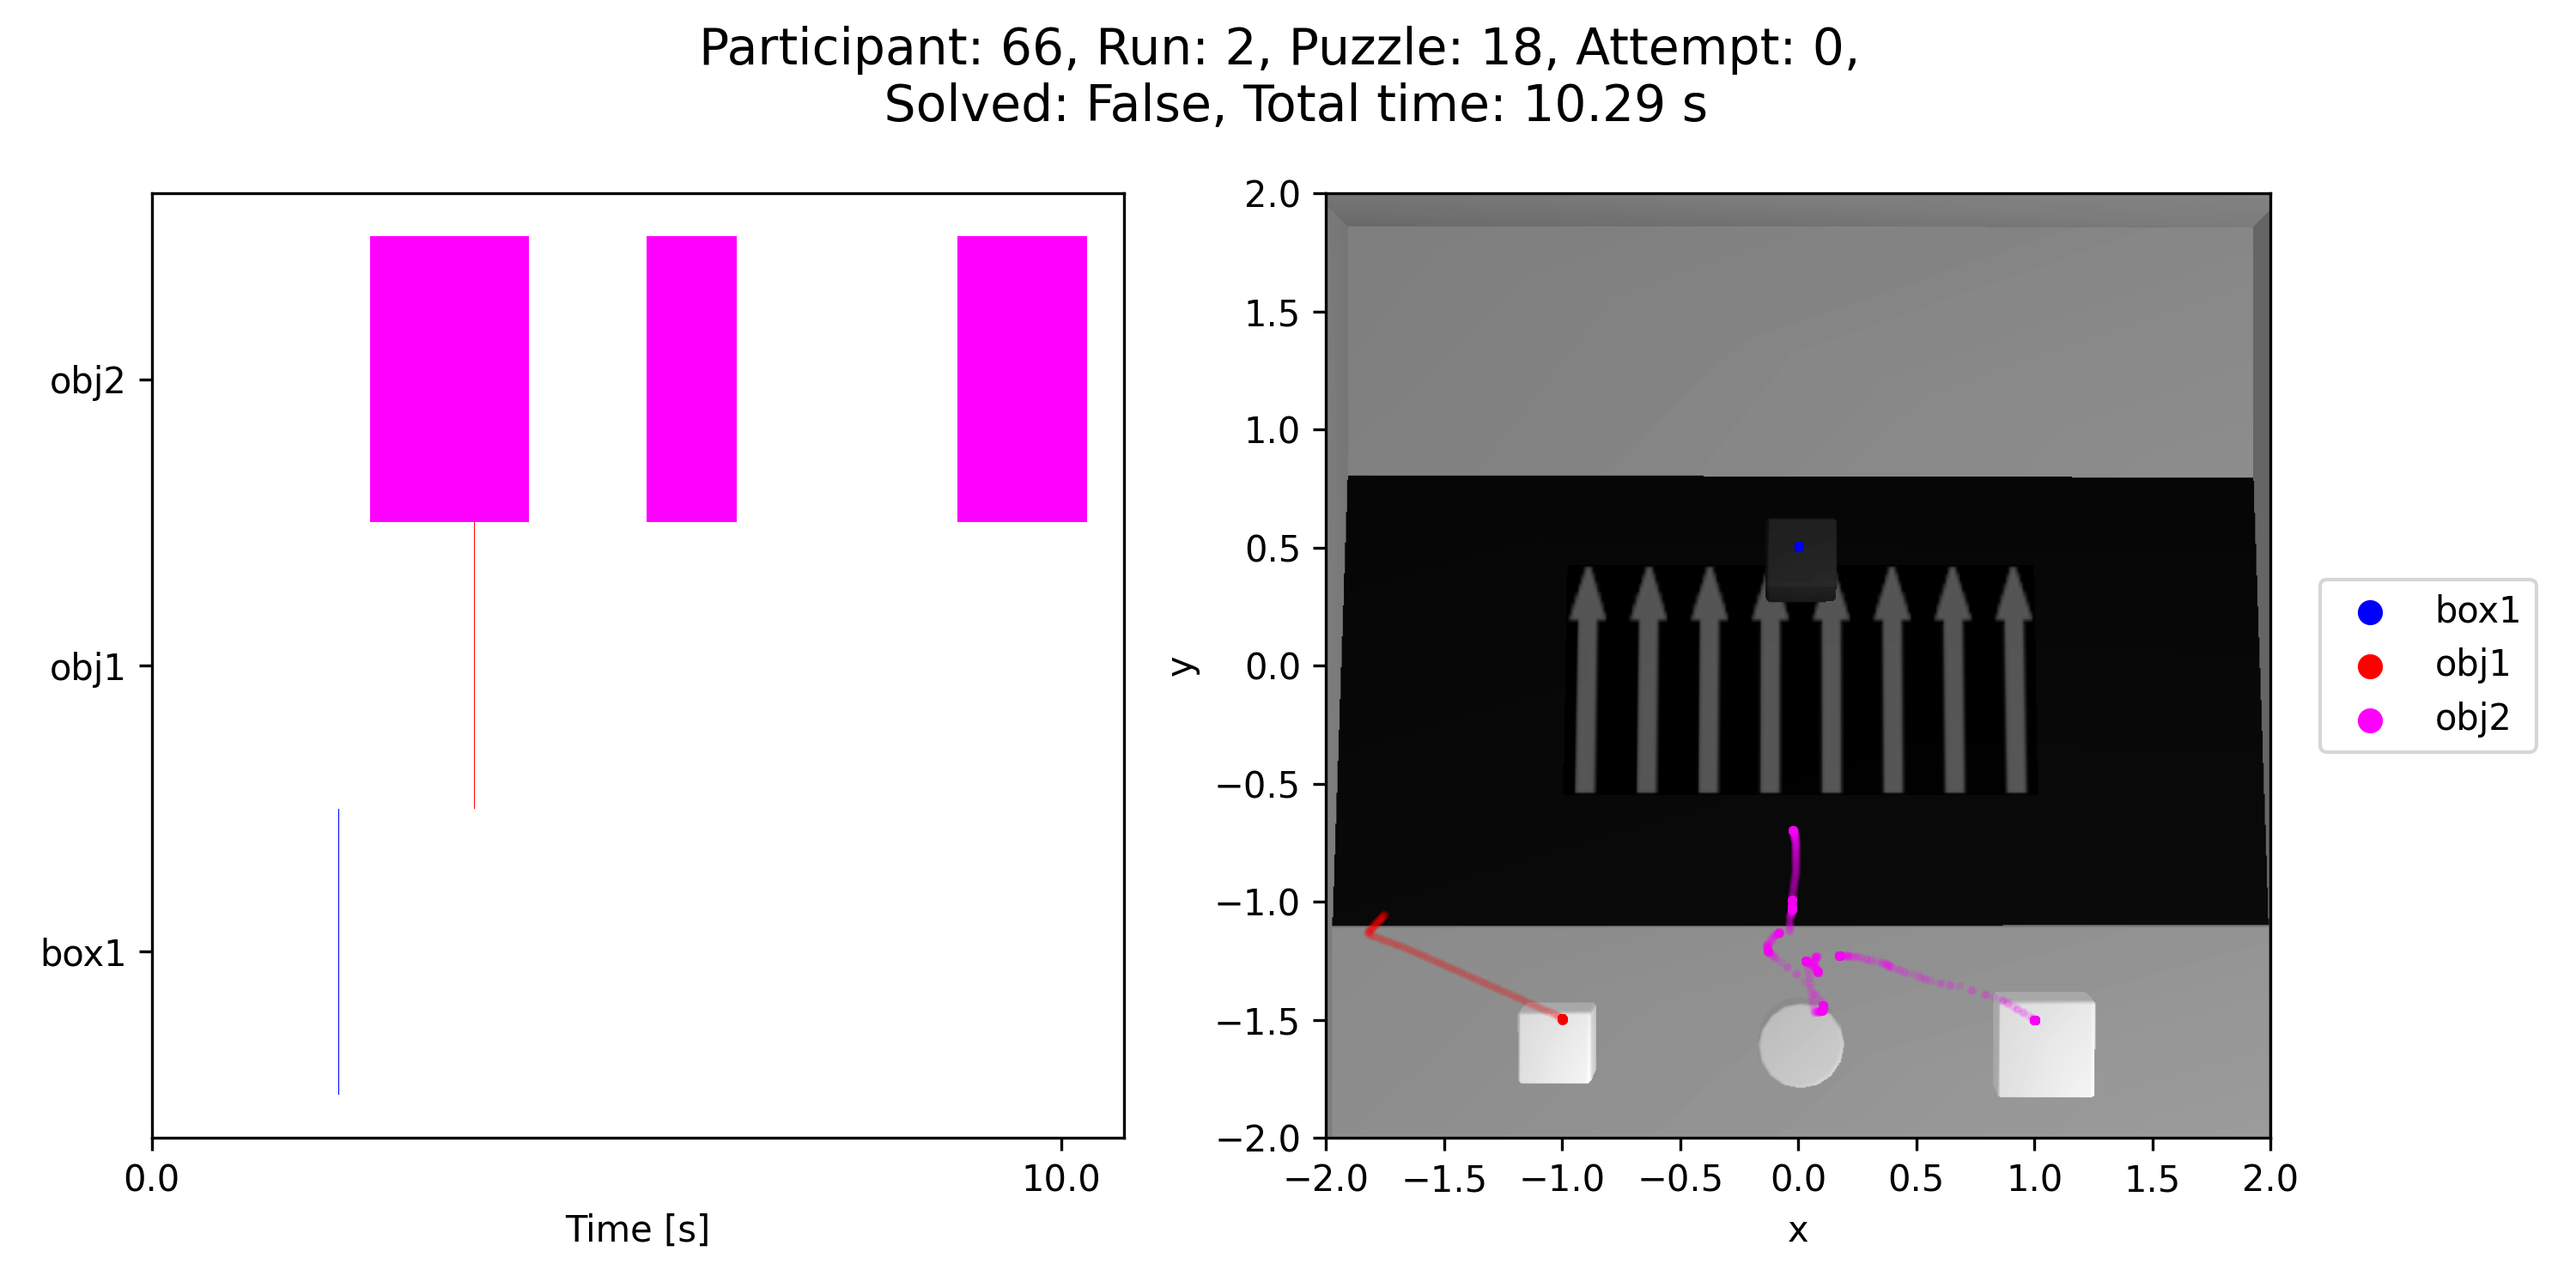 Participant: 66, Run: 2, Puzzle: 18, Attempt: 0,
Solved: False, Total time: 10.29 s
obj2
obj1
box1
0.0
10.0
Time [s]
2.0
1.5
1.0
0.5
0.0
−0.5
−1.0
−1.5
−2.0
y
−2.0
−1.5
−1.0
−0.5
0.0
0.5
1.0
1.5
2.0
x
box1
obj1
obj2